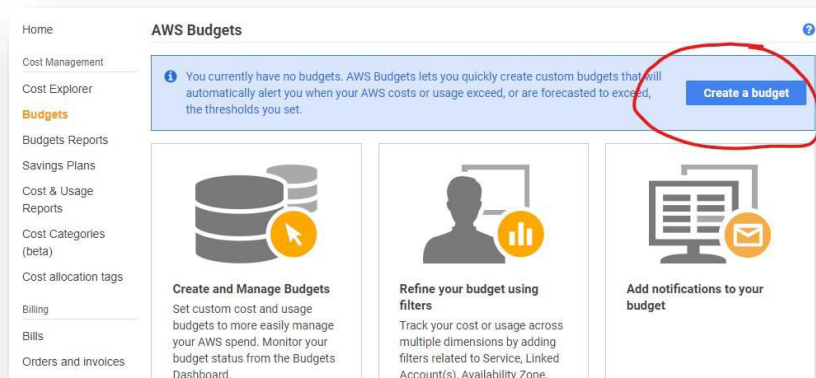 Home
Cost Management
Cost Explorer
Budgets
Budgets Reports
Savings Plans
Cost & Usage
Reports
Cost Categories
(beta)
Cost allocation tags
Billing
Bills
Orders and invoices
AWS Budgets
You currently have no budgets. AWS Budgets lets you quickly create custom budgets that will
automatically alert you when your AWS costs or usage exceed, or are forecasted to exceed,
the thresholds you set.
Create a budget
Create and Manage Budgets
Set custom cost and usage
budgets to more easily manage
your AWS spend. Monitor your
budget status from the Budgets
Dashboard.
Refine your budget using
filters
Track your cost or usage across
multiple dimensions by adding
filters related to Service, Linked
Account(s), Availability Zone,
Add notifications to your
budget